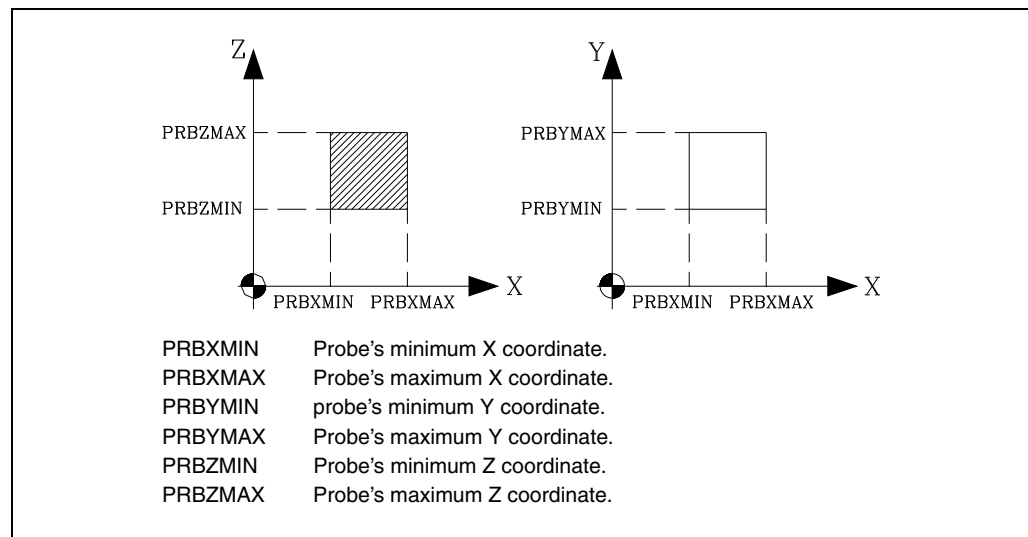 Z
PRBZMAX
PRBZMIN
X
PRBXMIN PRBXMAX
Y
PRBYMAX
PRBYMIN
X
PRBXMIN PRBXMAX
PRBXMIN Probe's minimum X coordinate.
PRBXMAX Probe's maximum X coordinate.
PRBYMIN probe's minimum Y coordinate.
PRBYMAX Probe's maximum Y coordinate.
PRBZMIN Probe's minimum Z coordinate.
PRBZMAX Probe's maximum Z coordinate.